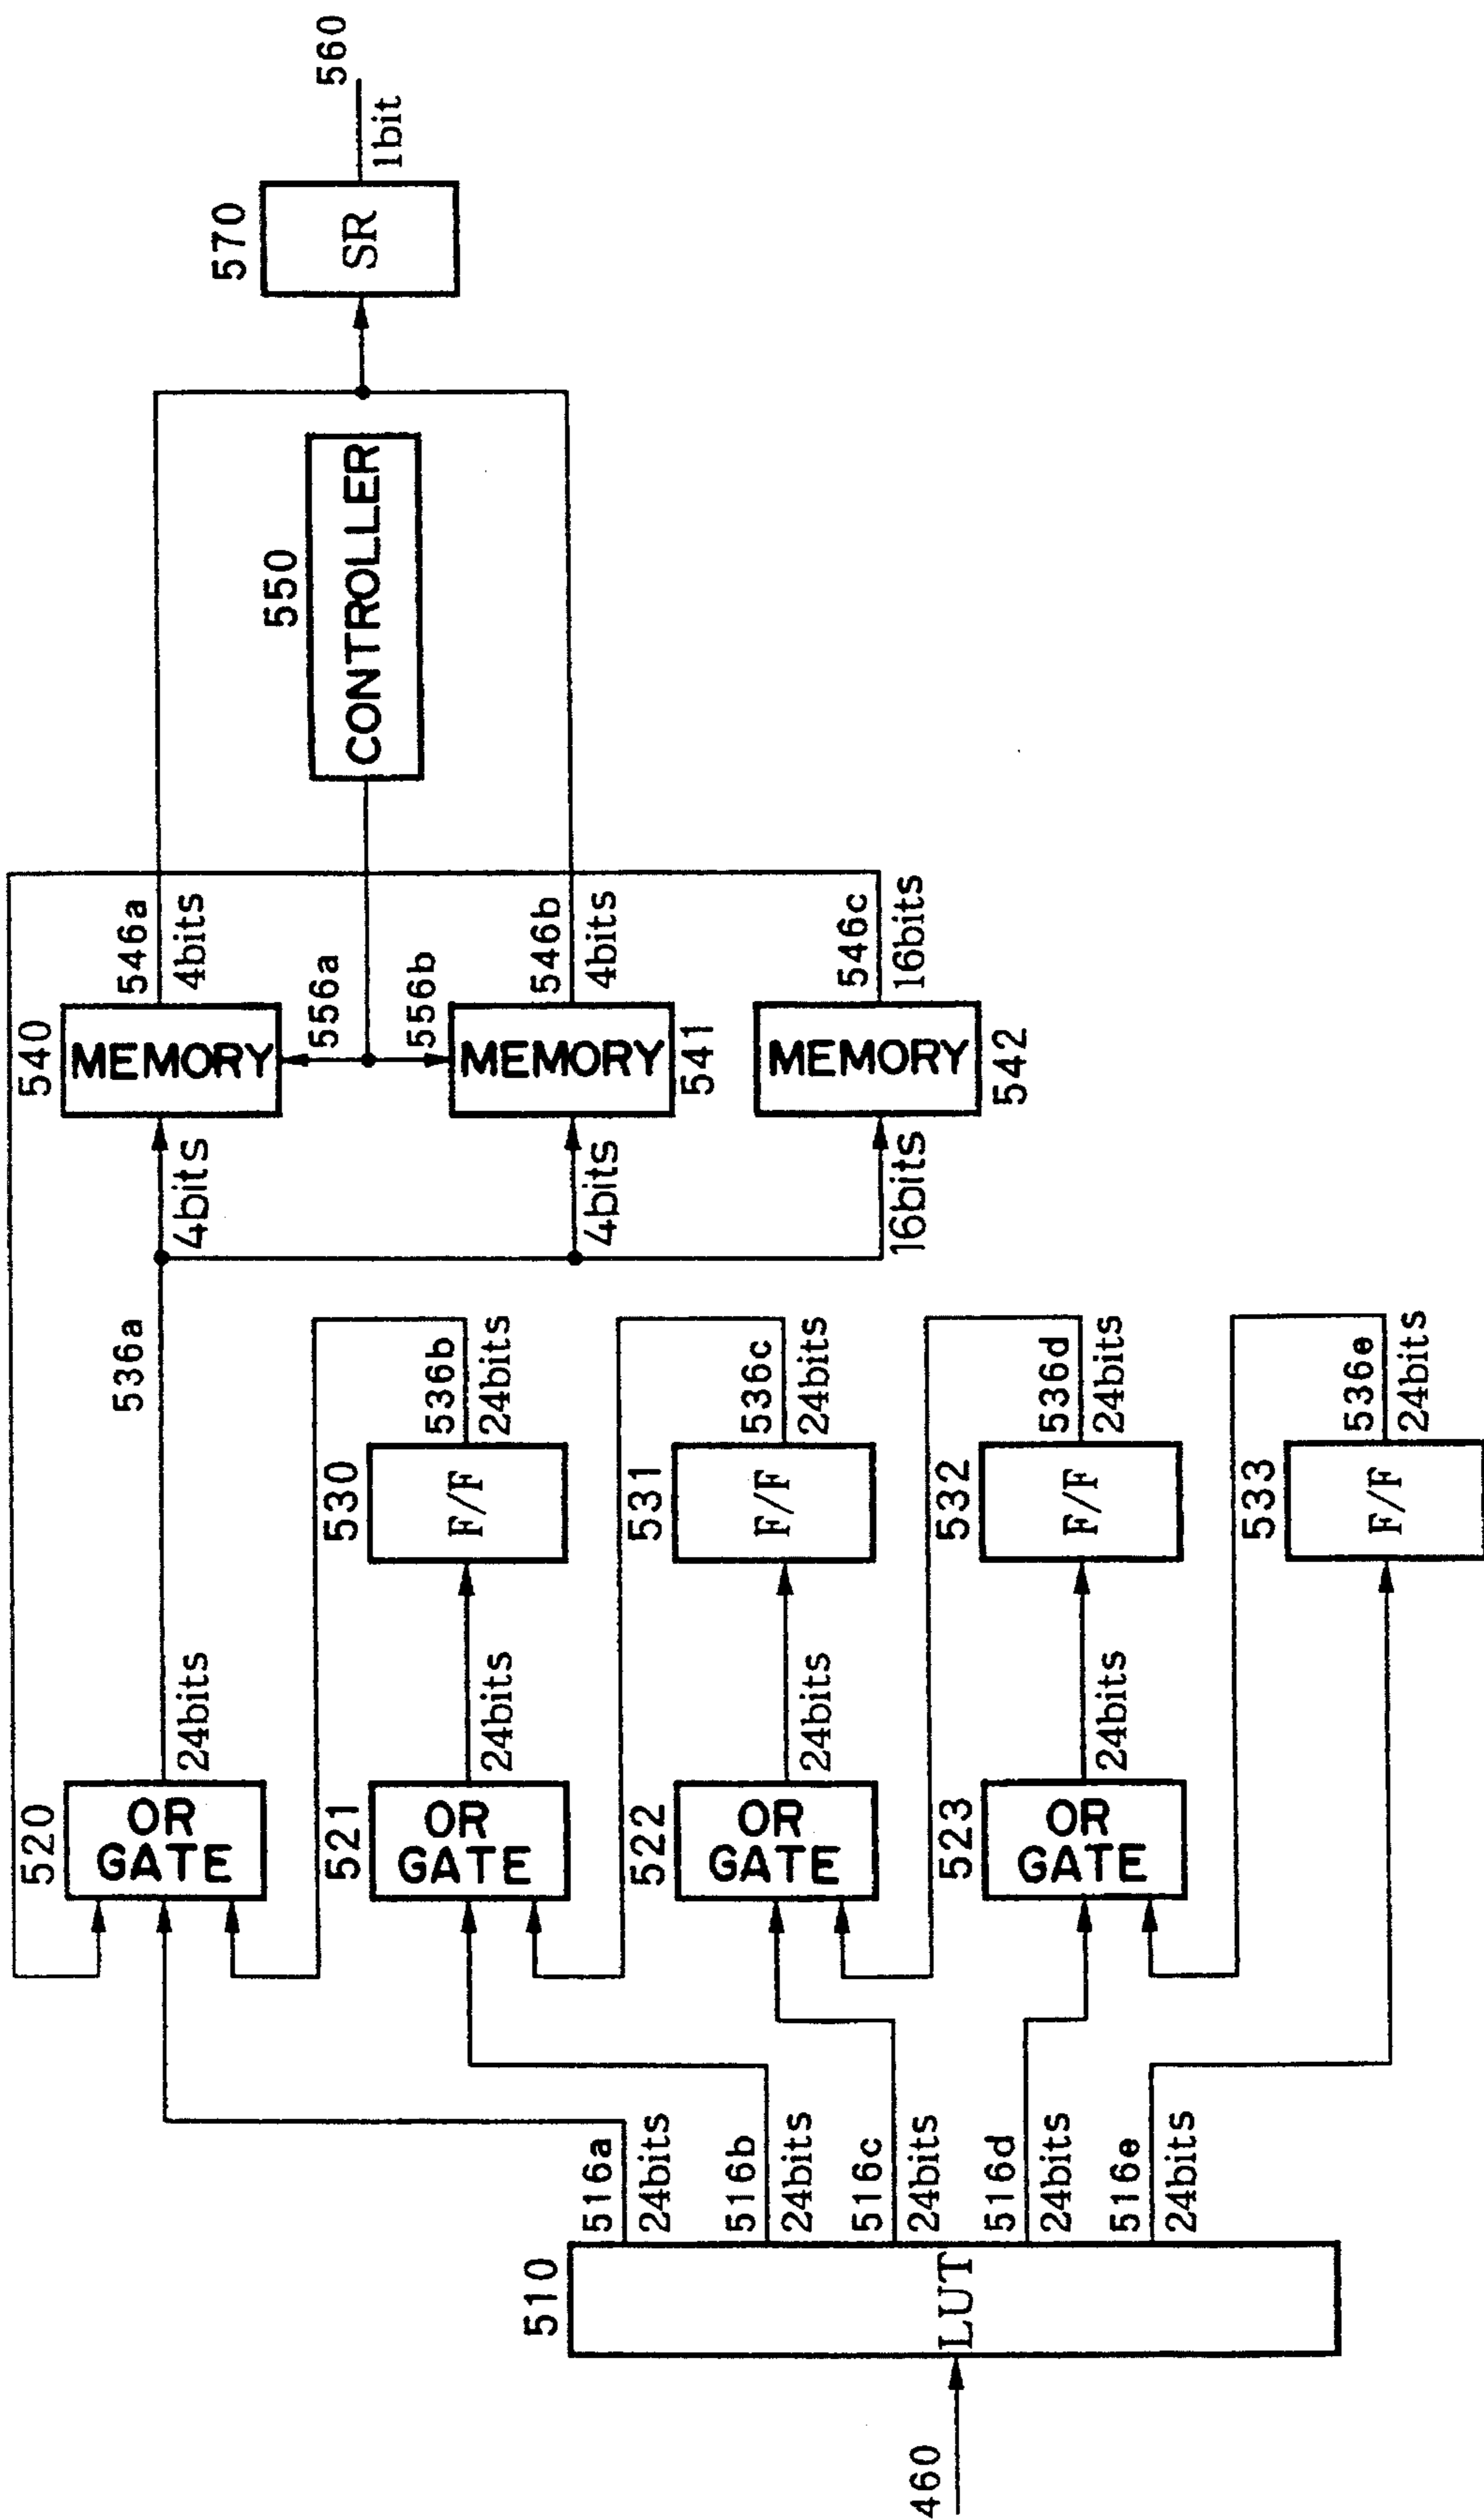 460
510
LUT
516a
24bits
516b
24bits
516c
24bits
516d
24bits
516e
24bits
520
OR
GATE
24bits
536a
521
OR
GATE
24bits
530
F/F
536b
24bits
522
OR
GATE
24bits
531
F/F
536c
24bits
523
OR
GATE
24bits
532
F/F
536d
24bits
533
F/F
536e
24bits
4bits
540
MEMORY
546a
4bits
556a
556b
4bits
MEMORY
541
546b
4bits
16bits
MEMORY
542
546c
16bits
550
CONTROLLER
570
SR
560
1bit